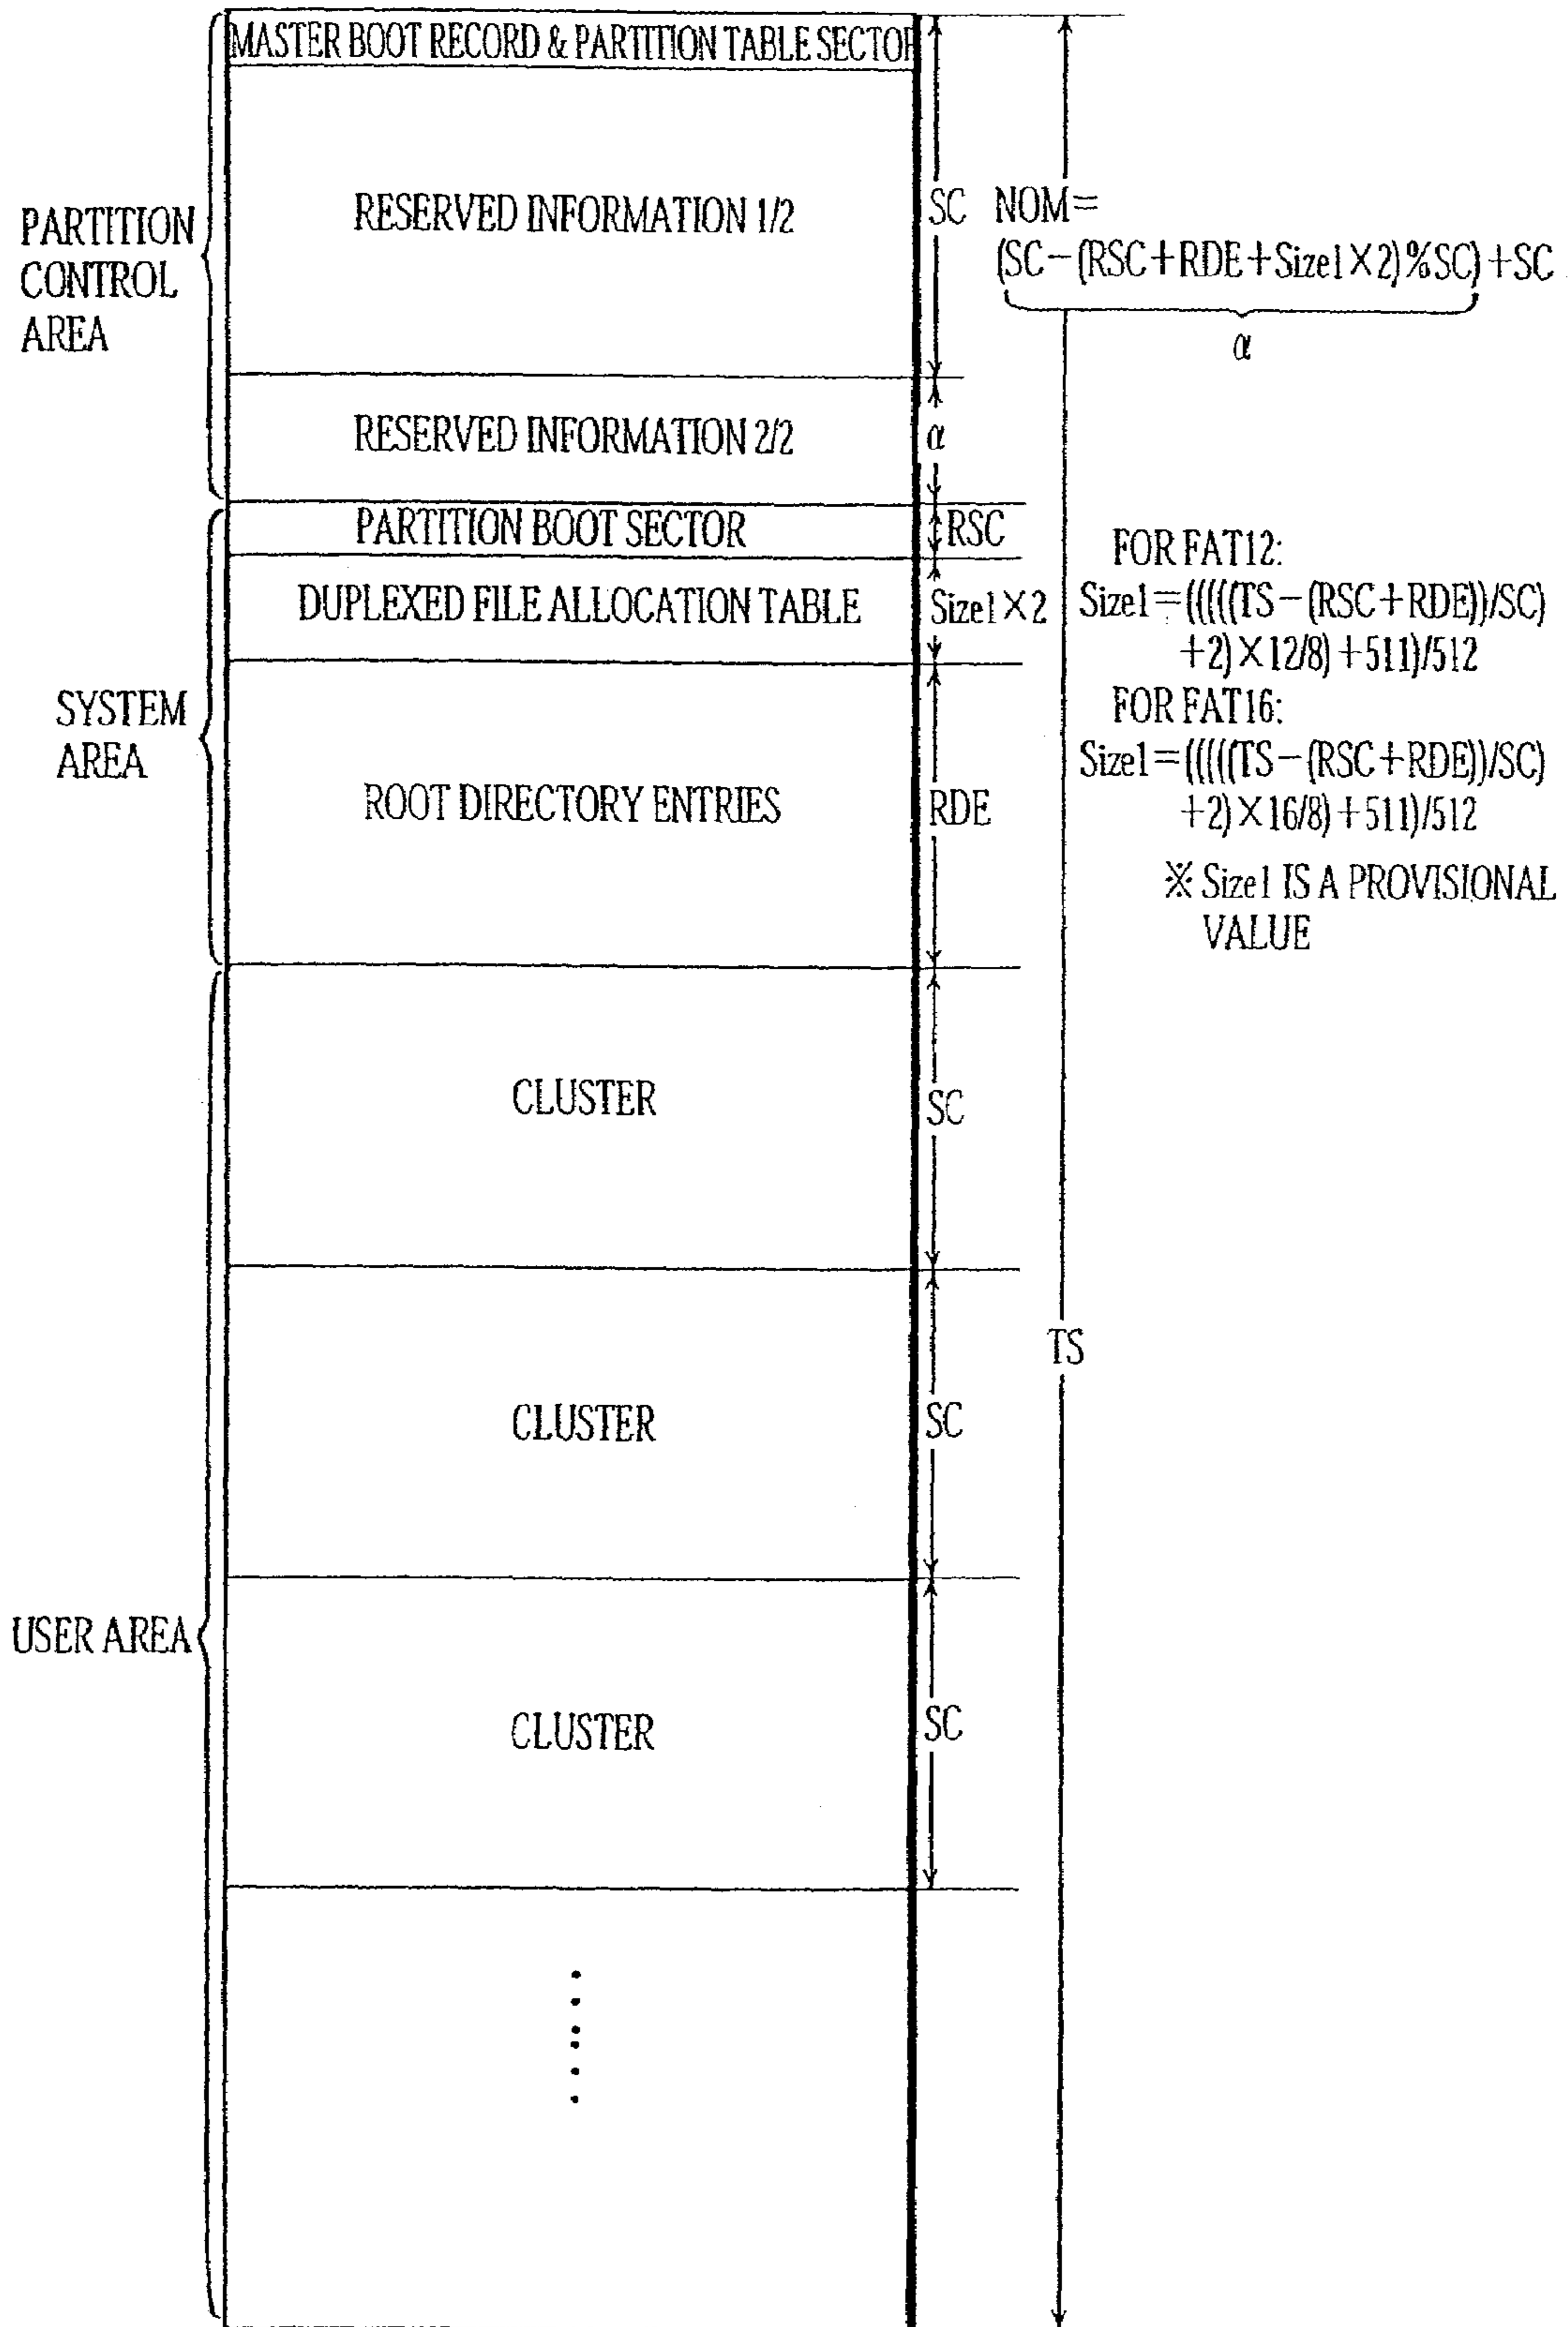 MASTER BOOT RECORD & PARTITION TABLE SECTOR
RESERVED INFORMATION 1/2
PARTITION
CONTROL
AREA
SC
NOM=
(SC-(RSC+RDE+Size1×2)%SC)+SC
α
RESERVED INFORMATION 2/2
α
PARTITION BOOT SECTOR
RSC
DUPLEXED FILE ALLOCATION TABLE
Size1×2
FOR FAT12:
Size1=(((((TS-(RSC+RDE))/SC)
+2)×12/8)+511)/512
FOR FAT16:
Size1=(((((TS-(RSC+RDE))/SC)
+2)×16/8)+511)/512
※ Size1 IS A PROVISIONAL
VALUE
SYSTEM
AREA
ROOT DIRECTORY ENTRIES
RDE
CLUSTER
SC
TS
CLUSTER
SC
USER AREA
CLUSTER
SC